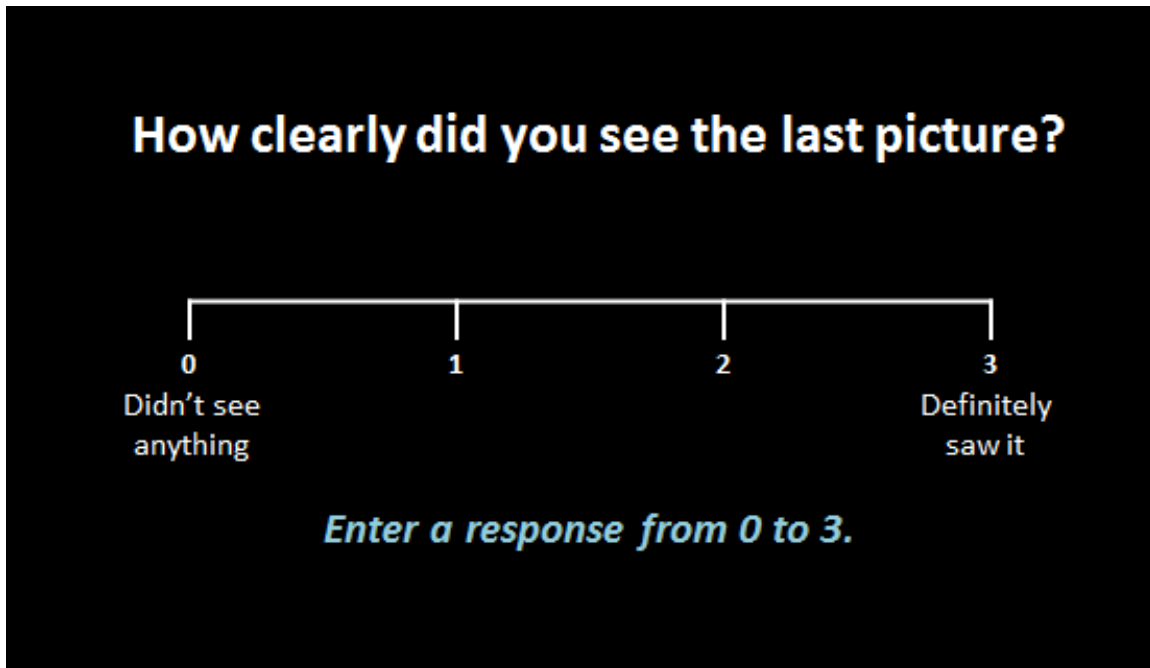 How clearly did you see the last picture?
0 1 2 3
Didn't see Definitely
anything saw it
Enter a response from 0 to 3.